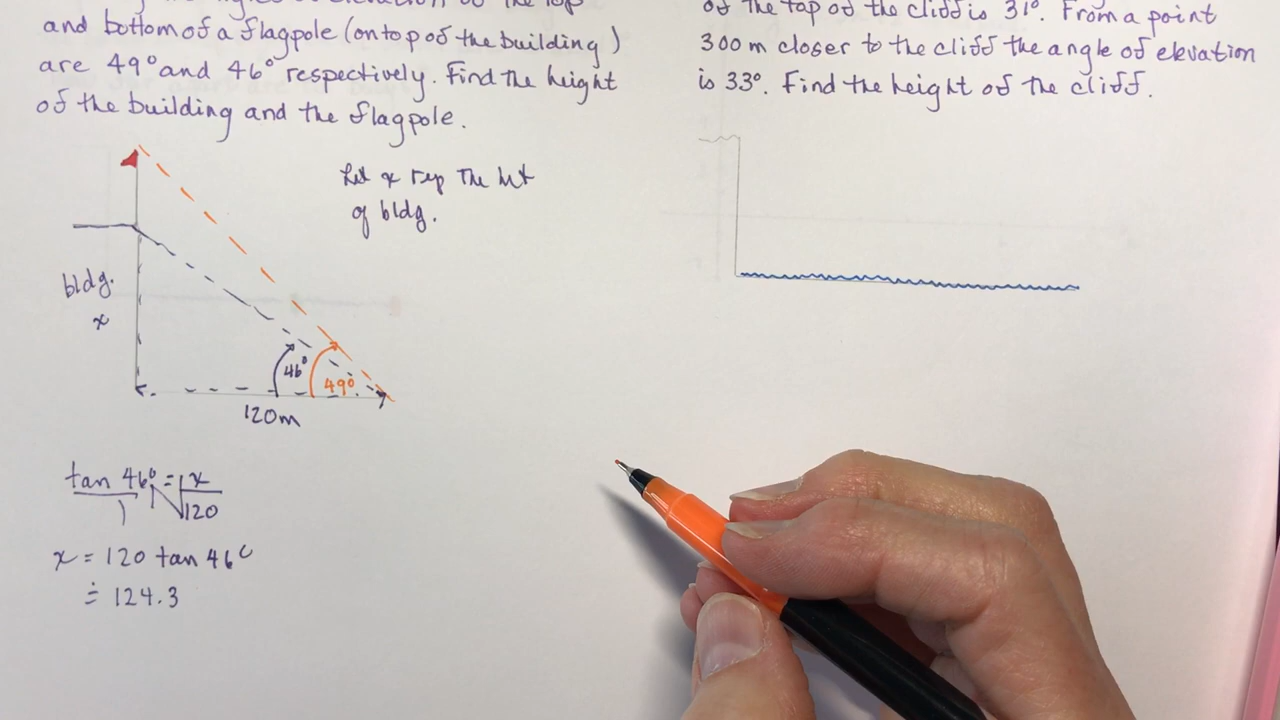 and bottom of a flagpole (on top of the building)
are 49° and 46° respectively. Find the height
of the building and the flagpole.
Let x rep the ht
of bldg.
bldg.
x
46°
49°
120m
tan 46° = x
1 120
x = 120 tan 46°
≐ 124.3
of the top of the cliff is 31°. From a point
300 m closer to the cliff the angle of elevation
is 33°. Find the height of the cliff.